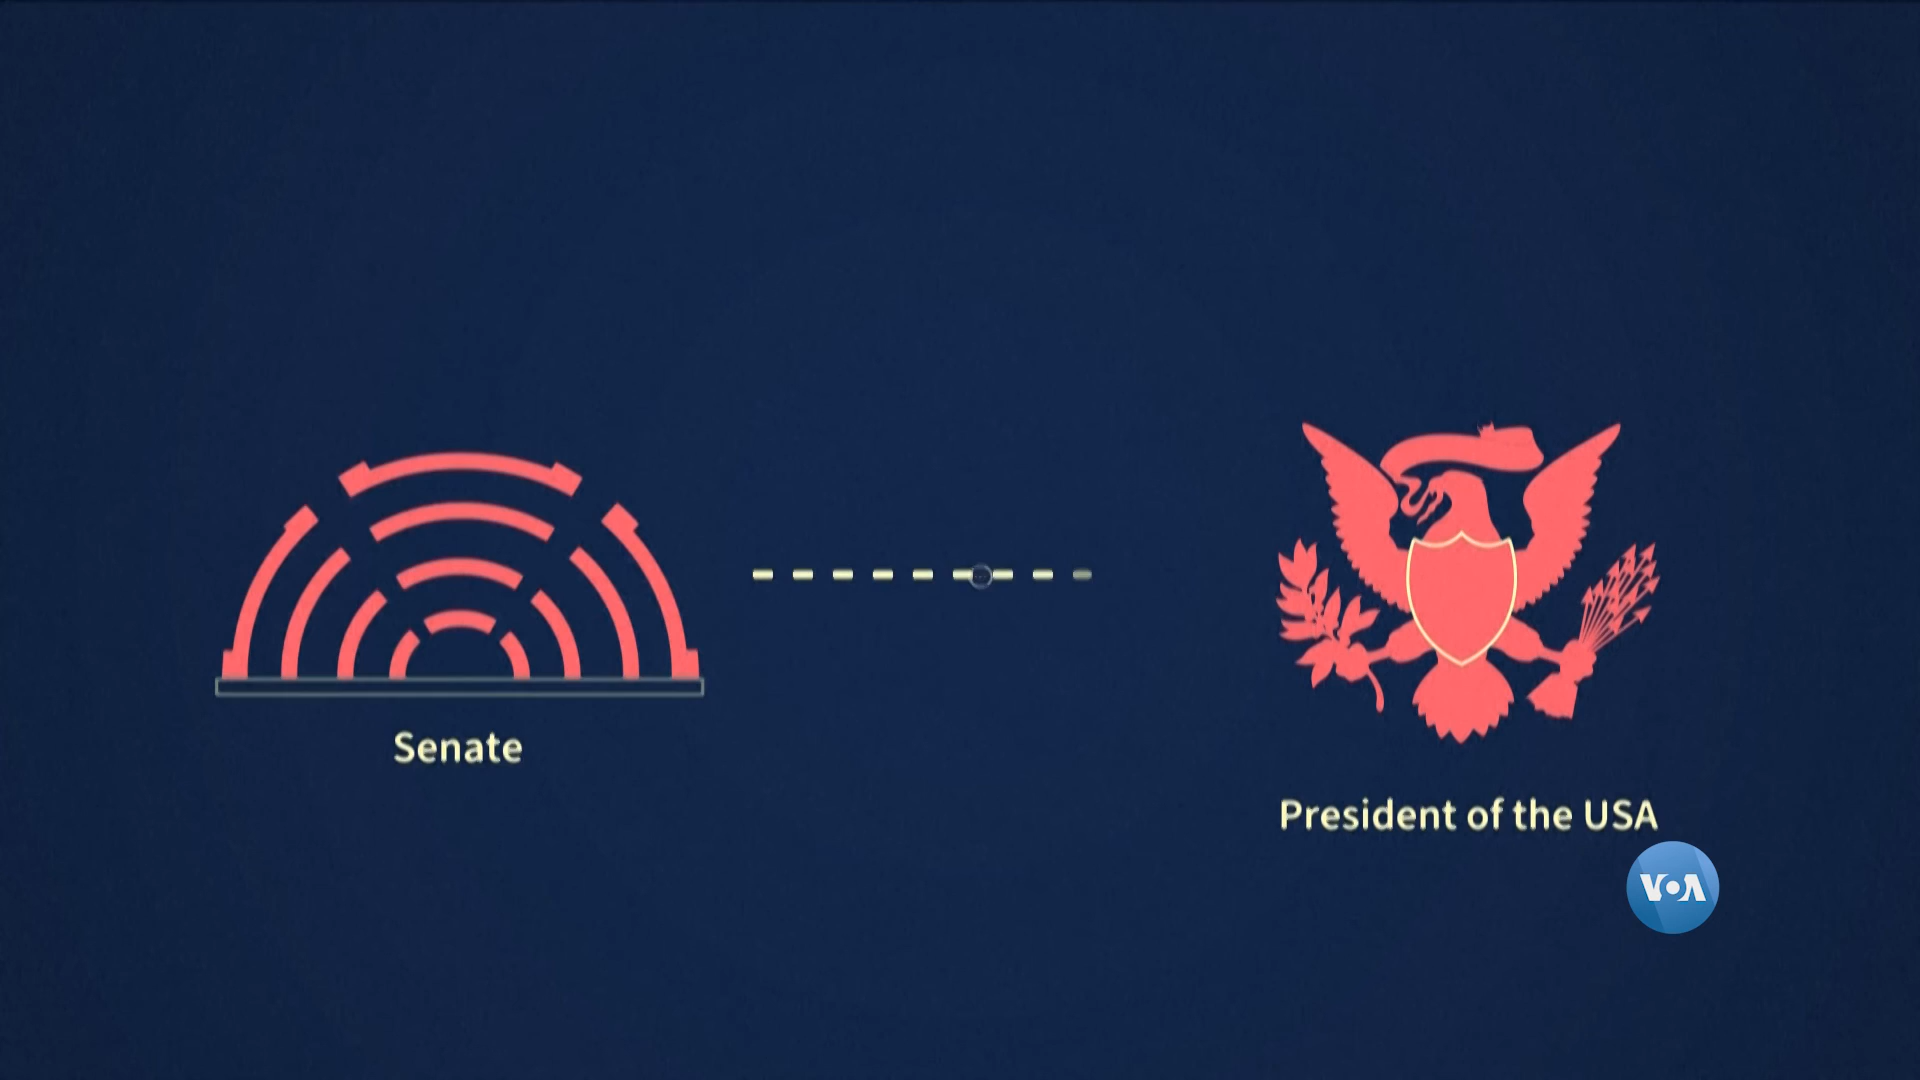 Senate
President of the USA
VOA